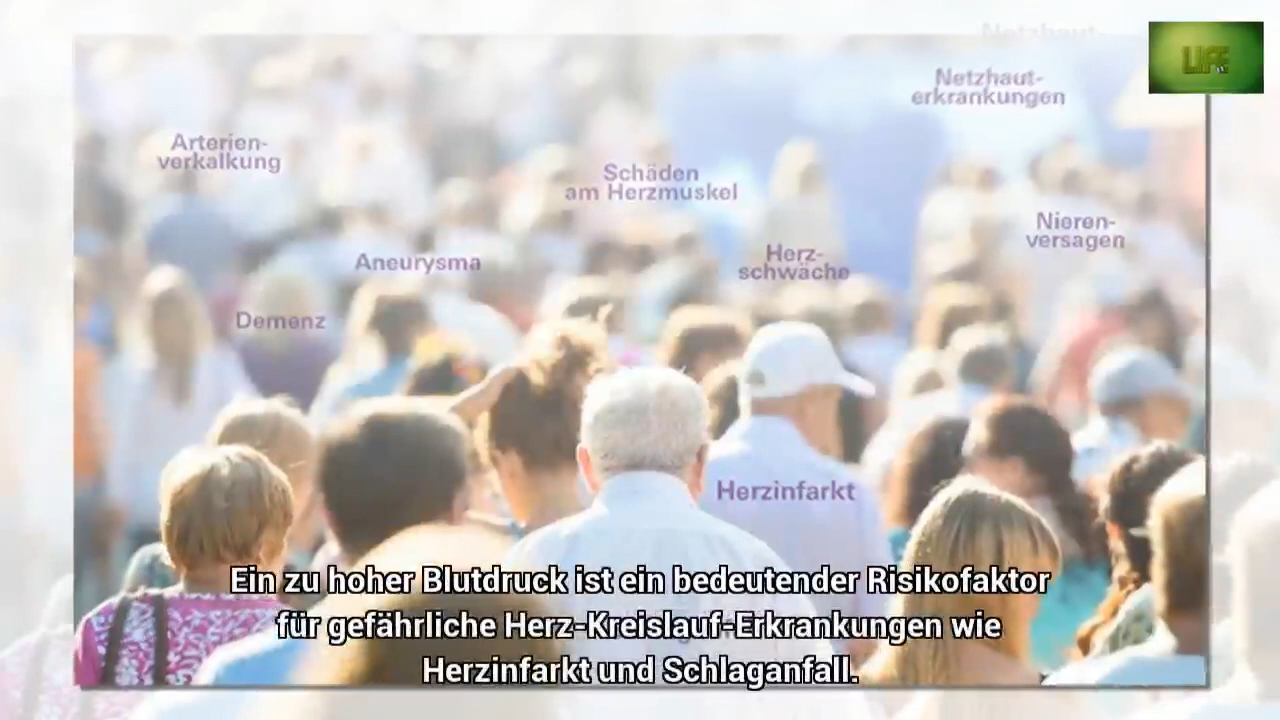 LIFE
Netzhaut-
erkrankungen
Arterien-
verkalkung
Schäden
am Herzmuskel
Nieren-
versagen
Herz-
schwäche
Aneurysma
Demenz
Herzinfarkt
Ein zu hoher Blutdruck ist ein bedeutender Risikofaktor
für gefährliche Herz-Kreislauf-Erkrankungen wie
Herzinfarkt und Schlaganfall.